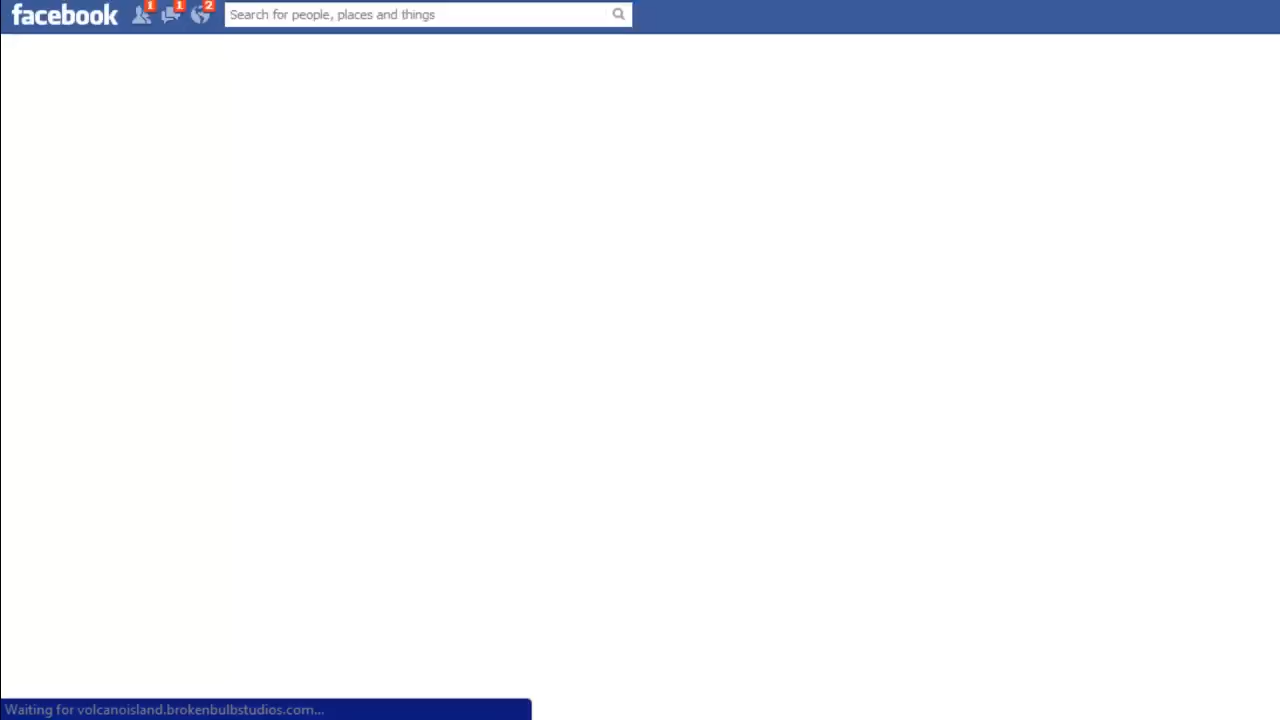 facebook 1 1 2 Search for people, places and things
Waiting for volcanoisland.brokenbulbstudios.com...